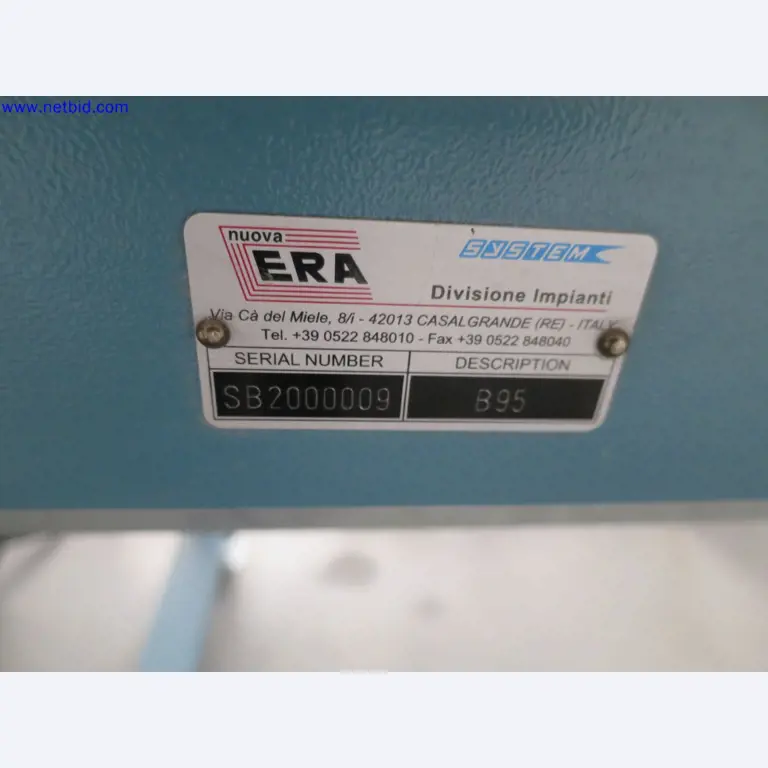 www.netbid.com
nuova
ERA
SYSTEM
Divisione Impianti
Via Cà del Miele, 8/i - 42013 CASALGRANDE (RE) - ITALY
Tel. +39 0522 848010 - Fax +39 0522 848040
SERIAL NUMBER DESCRIPTION
SB2000009 B95